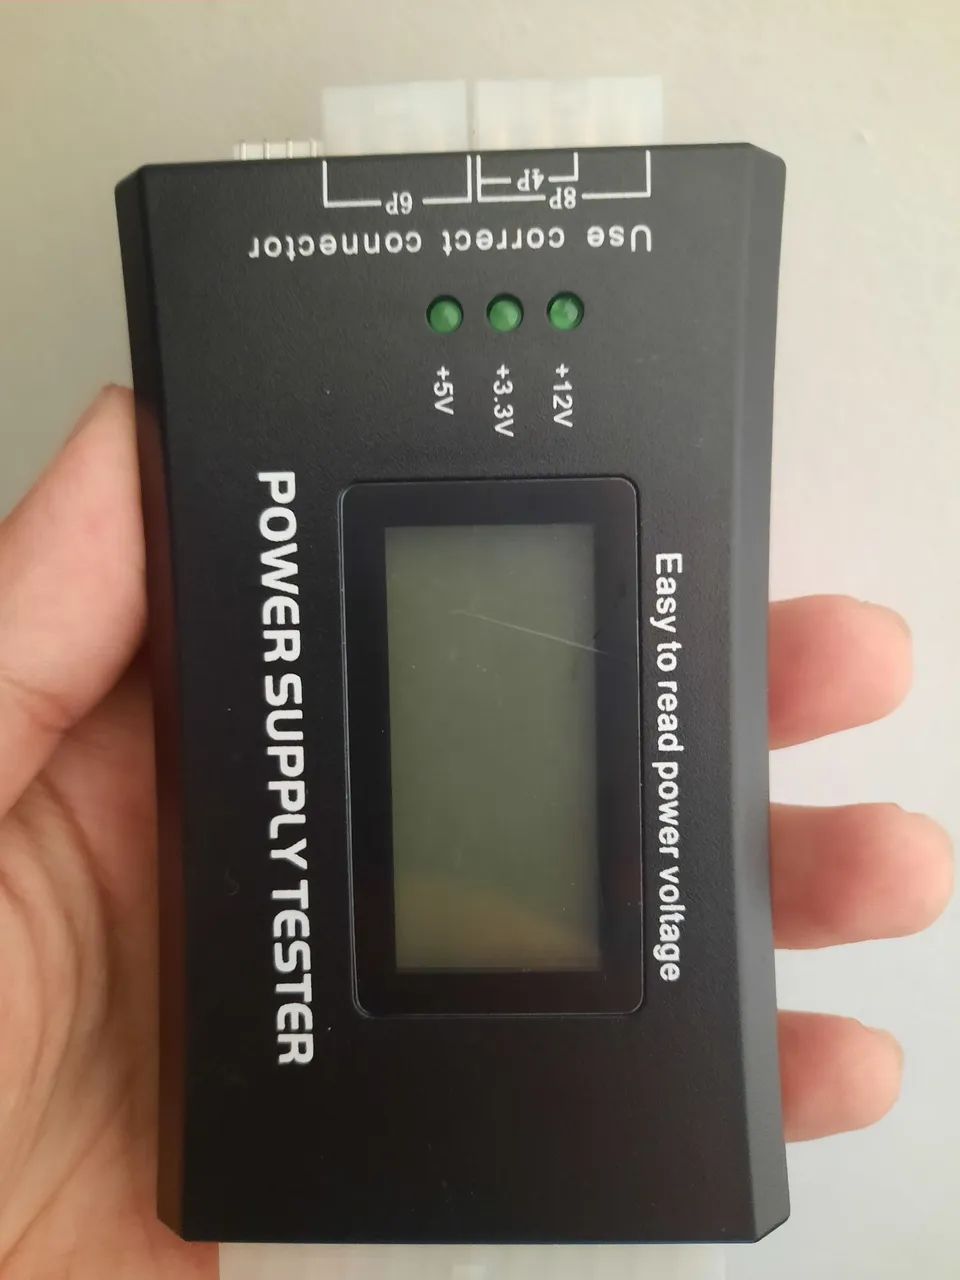 8P
4P
6P
Use correct connector
+12V
+3.3V
+5V
Easy to read power voltage
POWER SUPPLY TESTER